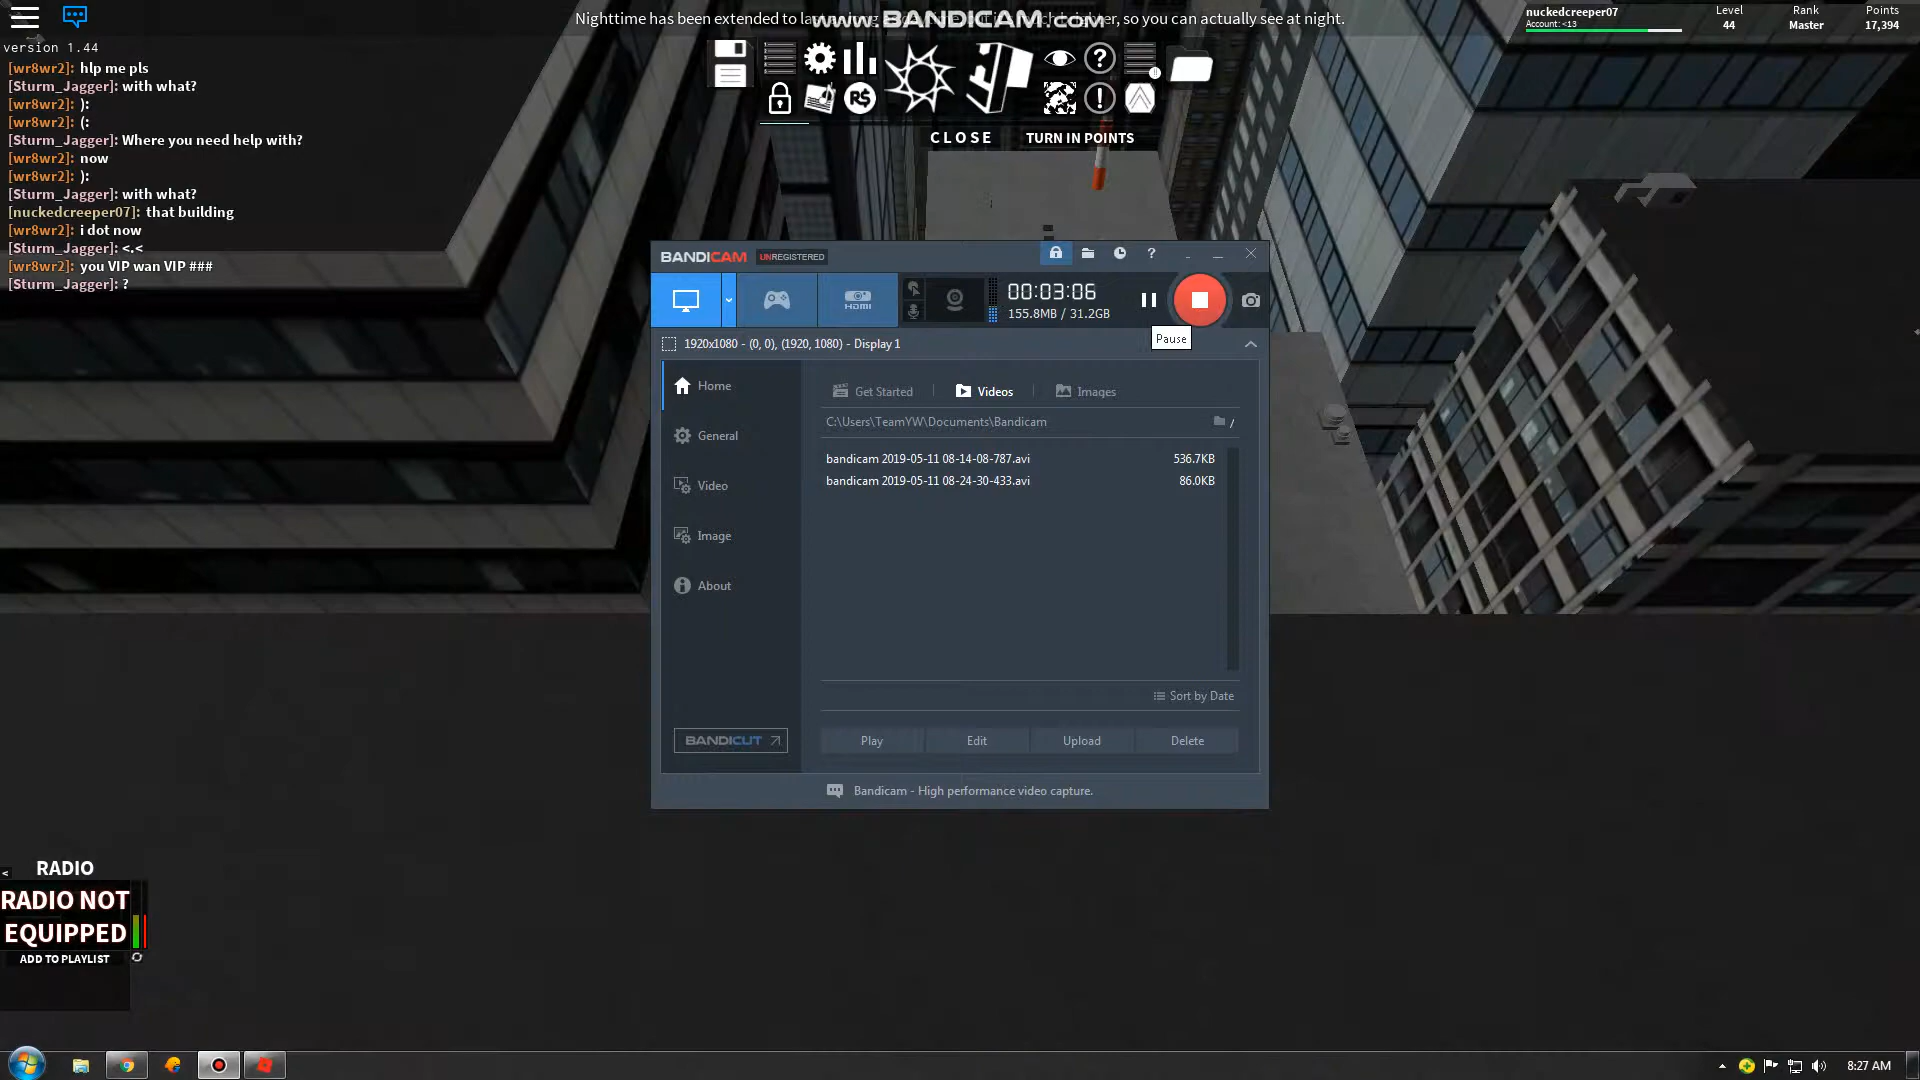 Nighttime has been extended to la
www.BANDICAM.com
, so you can actually see at night.
nuckedcreeper07
Account: <13
Level
44
Rank
Master
Points
17,394
version 1.44
[wr8wr2]: hlp me pls
[Sturm_Jagger]: with what?
[wr8wr2]: ):
[wr8wr2]: (:
[Sturm_Jagger]: Where you need help with?
[wr8wr2]: now
[wr8wr2]: ):
[Sturm_Jagger]: with what?
[nuckedcreeper07]: that building
[wr8wr2]: i dot now
[Sturm_Jagger]: <.<
[wr8wr2]: you VIP wan VIP ###
[Sturm_Jagger]: ?
R$
CLOSE
TURN IN POINTS
BANDICAM UNREGISTERED
HDMI
00:03:06
155.8MB / 31.2GB
Pause
1920x1080 - (0, 0), (1920, 1080) - Display 1
Home
General
Video
Image
About
BANDICUT
Get Started
Videos
Images
C:\Users\TeamYW\Documents\Bandicam
/
bandicam 2019-05-11 08-14-08-787.avi 536.7KB
bandicam 2019-05-11 08-24-30-433.avi 86.0KB
Sort by Date
Play
Edit
Upload
Delete
Bandicam - High performance video capture.
< RADIO
RADIO NOT
EQUIPPED
ADD TO PLAYLIST
8:27 AM